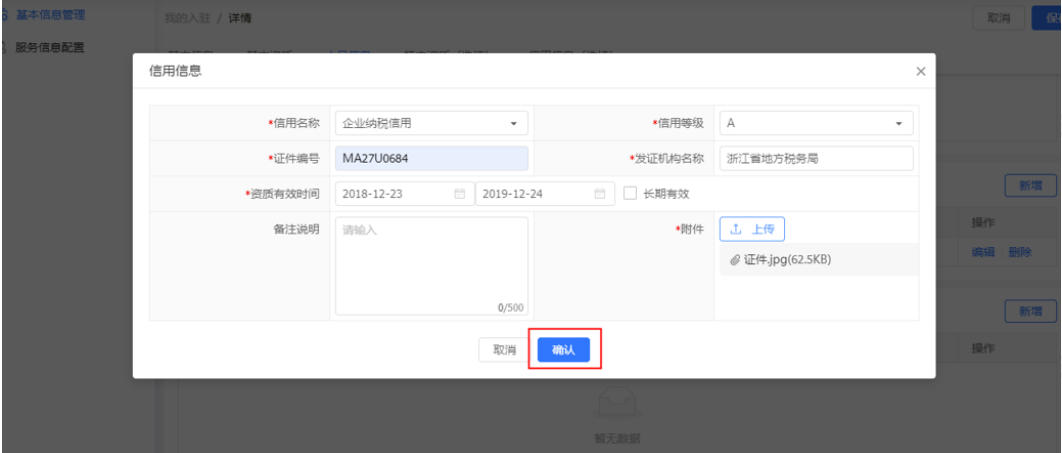 基本信息管理
我的入驻 / 详情
取消
服务信息配置
信用信息
*信用名称
企业纳税信用
*信用等级
A
*证件编号
MA27U0684
*发证机构名称
浙江省地方税务局
*资质有效时间
2018-12-23
2019-12-24
长期有效
新增
备注说明
请输入
0/500
*附件
上传
证件.jpg(62.5KB)
操作
编辑
删除
新增
取消
确认
操作
暂无数据